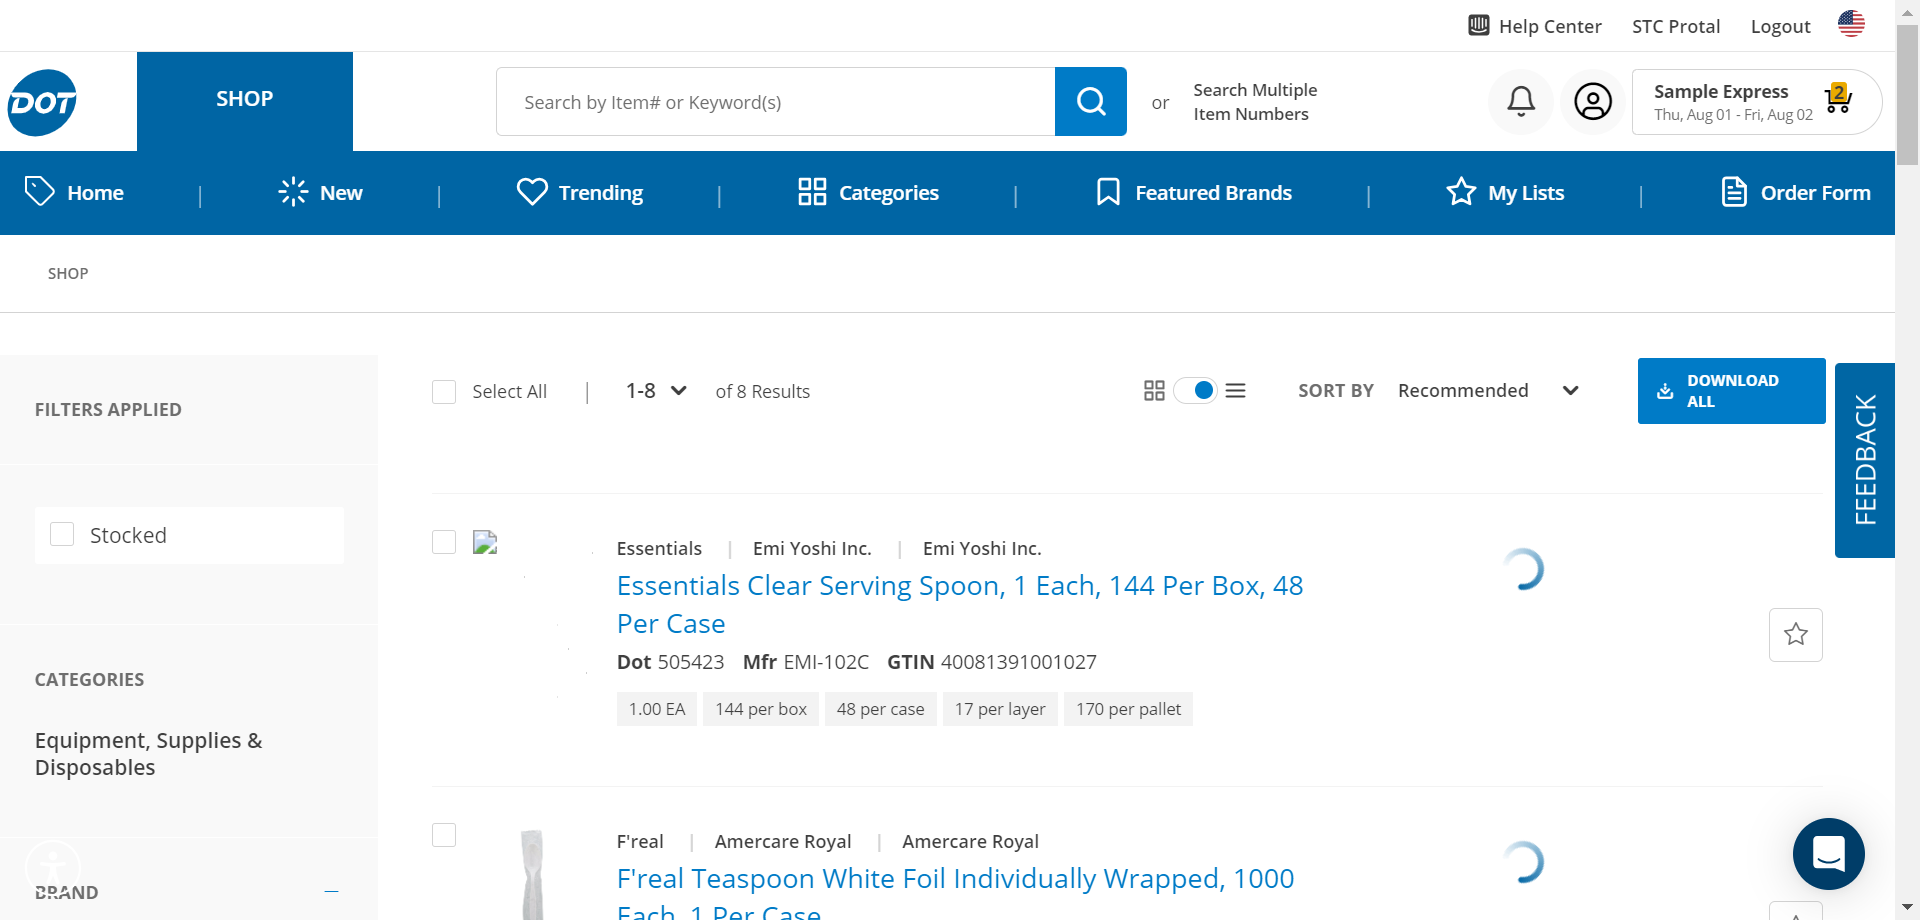 Help Center STC Protal Logout
DOT SHOP Search by Item# or Keyword(s) or Search Multiple
Item Numbers
Sample Express 2
Thu, Aug 01 - Fri, Aug 02
Home | New | Trending | Categories | Featured Brands | My Lists | Order Form
SHOP
FILTERS APPLIED
Stocked
CATEGORIES
Equipment, Supplies &
Disposables
BRAND
Select All | 1-8 of 8 Results SORT BY Recommended
DOWNLOAD
ALL
FEEDBACK
Essentials | Emi Yoshi Inc. | Emi Yoshi Inc.
Essentials Clear Serving Spoon, 1 Each, 144 Per Box, 48
Per Case
Dot 505423 Mfr EMI-102C GTIN 40081391001027
1.00 EA 144 per box 48 per case 17 per layer 170 per pallet
F'real | Amercare Royal | Amercare Royal
F'real Teaspoon White Foil Individually Wrapped, 1000
Each, 1 Per Case